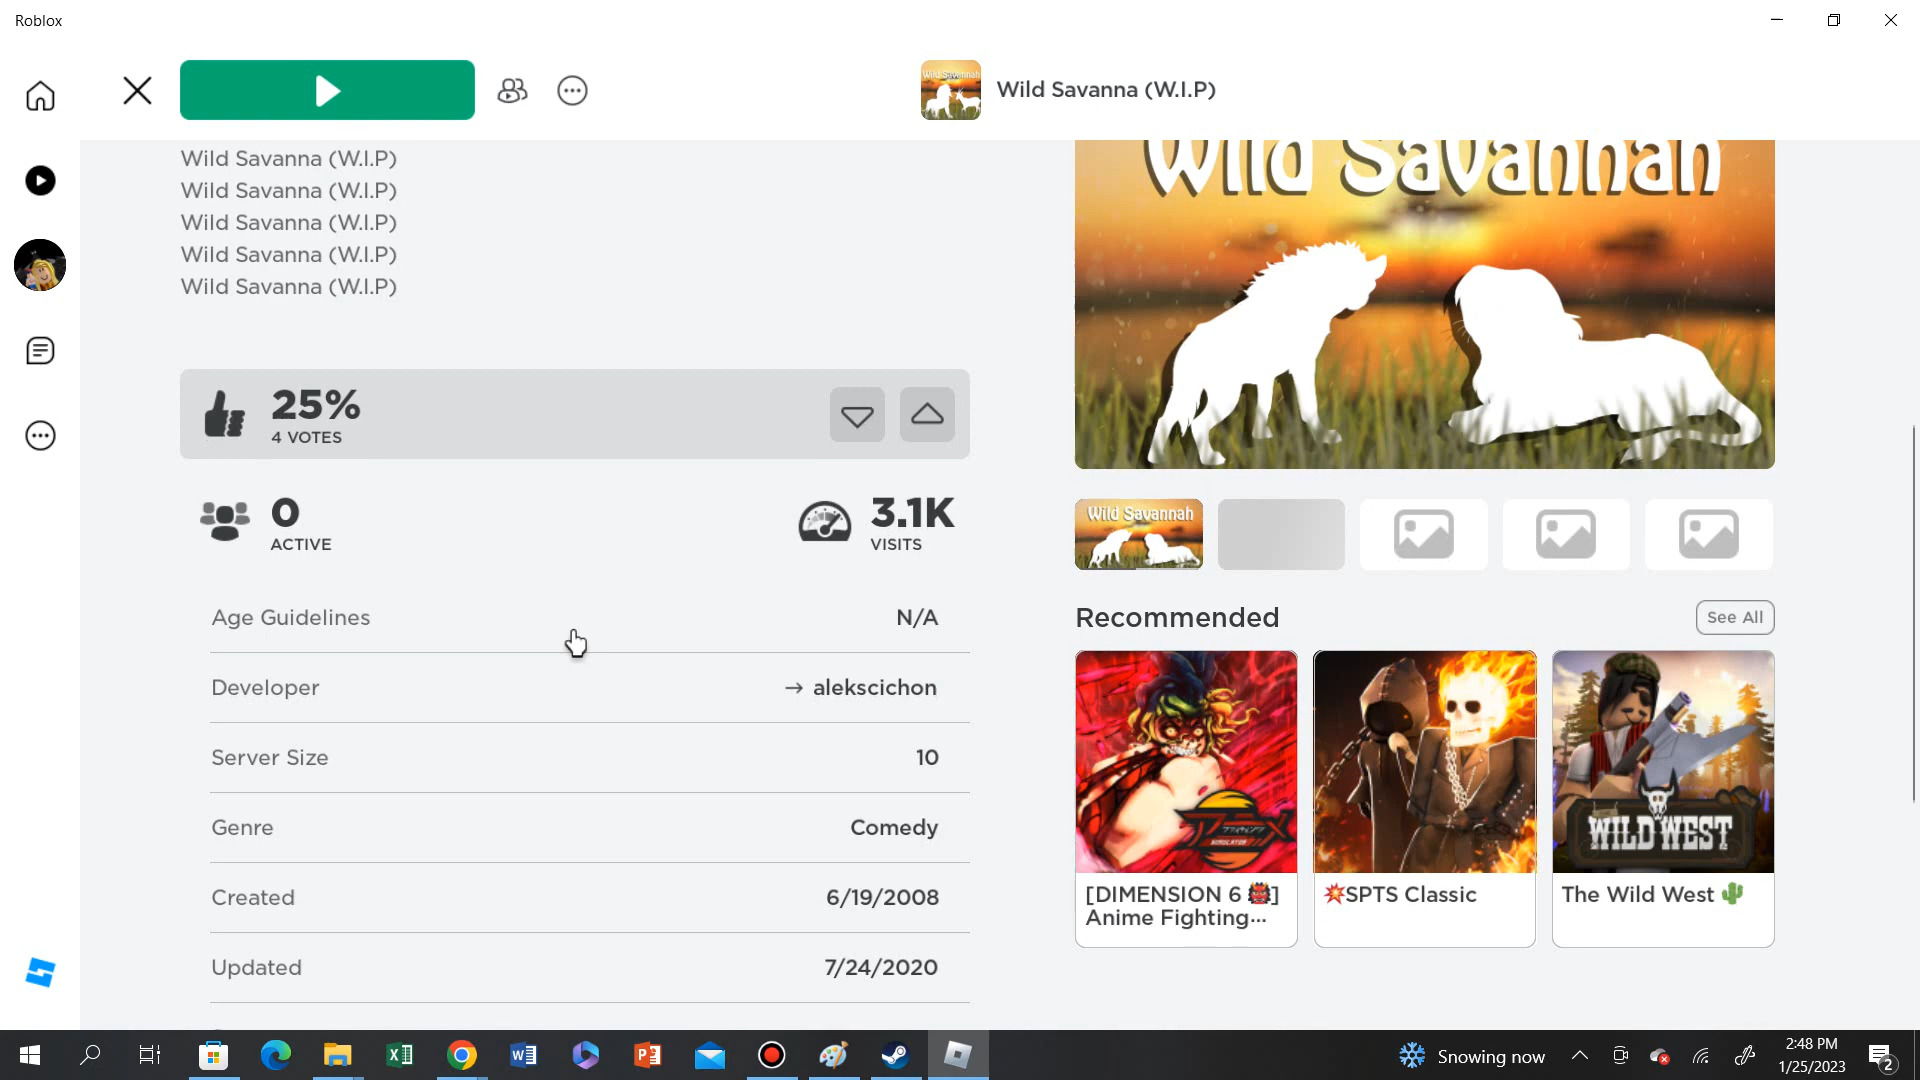 Roblox
Wild Savanna (W.I.P)
Wild Savanna (W.I.P)
Wild Savanna (W.I.P)
Wild Savanna (W.I.P)
Wild Savanna (W.I.P)
Wild Savanna (W.I.P)
Wild Savannah
25%
4 VOTES
0
ACTIVE
3.1K
VISITS
Wild Savannah
Age Guidelines N/A
Developer → alekscichon
Server Size 10
Genre Comedy
Created 6/19/2008
Updated 7/24/2020
Recommended
See All
WILD WEST
[DIMENSION 6 👹]
Anime Fighting...
💥SPTS Classic
The Wild West 🌵
Snowing now
2:48 PM
1/25/2023
2